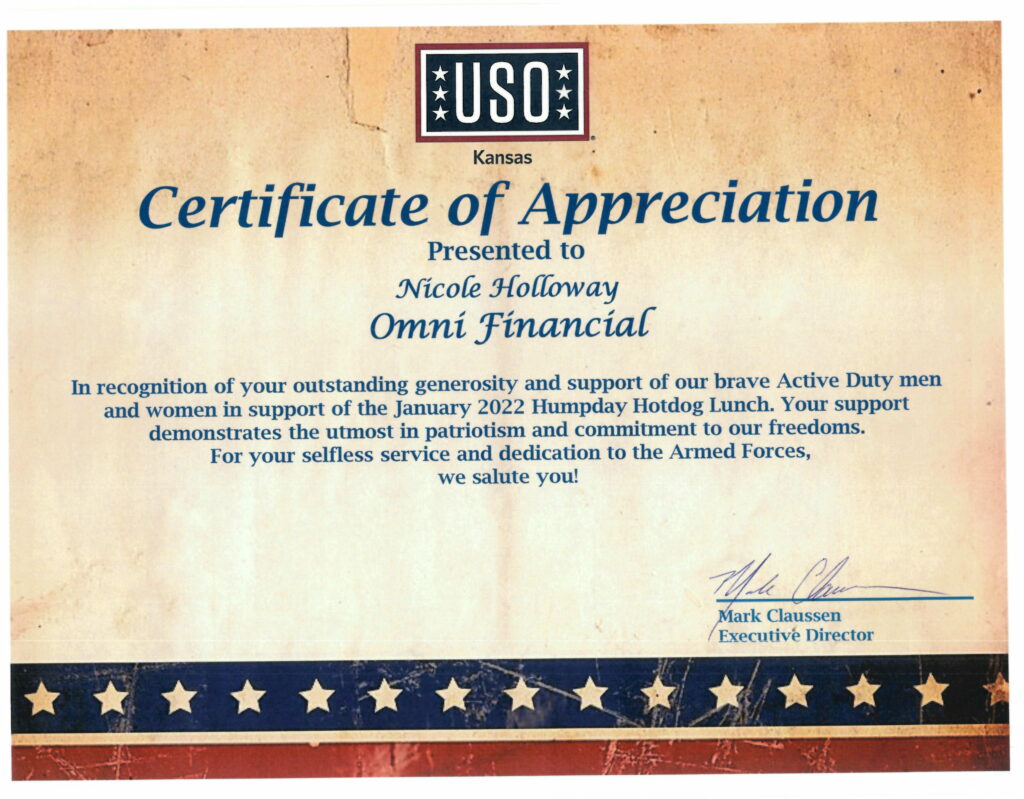 USO
Kansas
Certificate of Appreciation
Presented to
Nicole Holloway
Omni Financial
In recognition of your outstanding generosity and support of our brave Active Duty men
and women in support of the January 2022 Humpday Hotdog Lunch. Your support
demonstrates the utmost in patriotism and commitment to our freedoms.
For your selfless service and dedication to the Armed Forces,
we salute you!
Mark Claussen
Executive Director